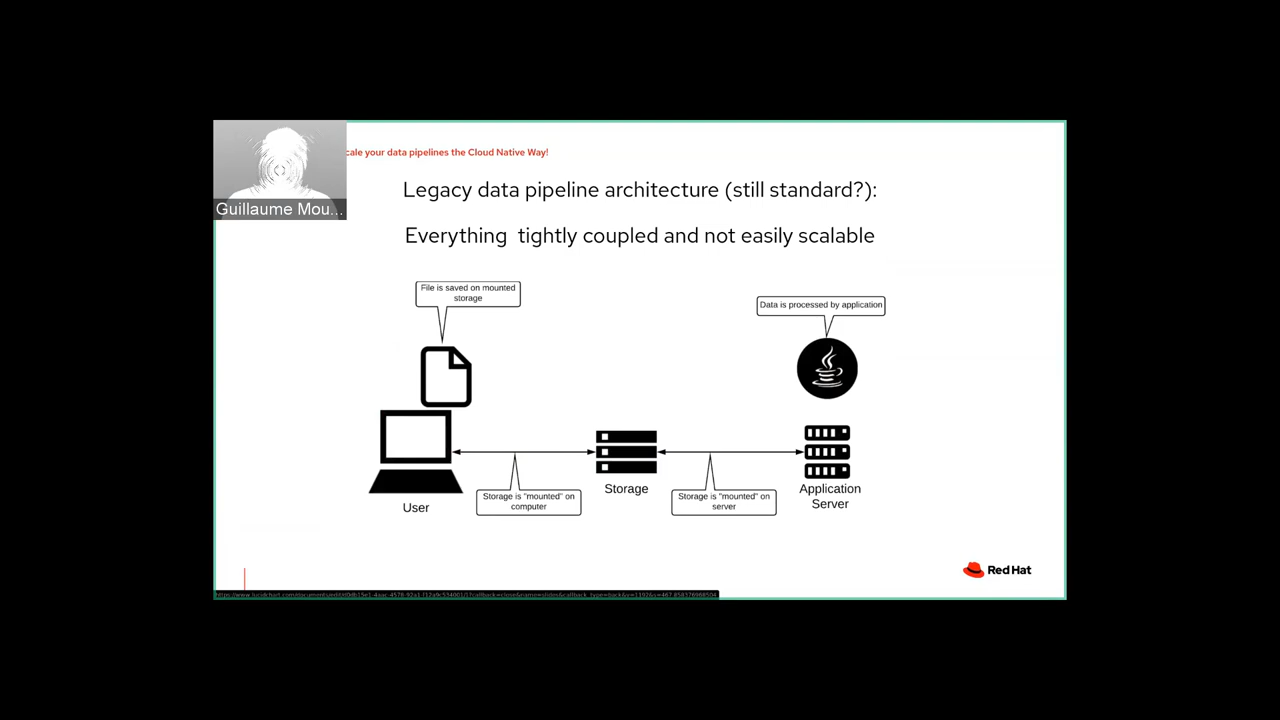 cale your data pipelines the Cloud Native Way!
Guillaume Mou...
Legacy data pipeline architecture (still standard?):
Everything tightly coupled and not easily scalable
File is saved on mounted
storage
Data is processed by application
Storage is "mounted" on
computer
Storage is "mounted" on
server
User
Storage
Application
Server
Red Hat